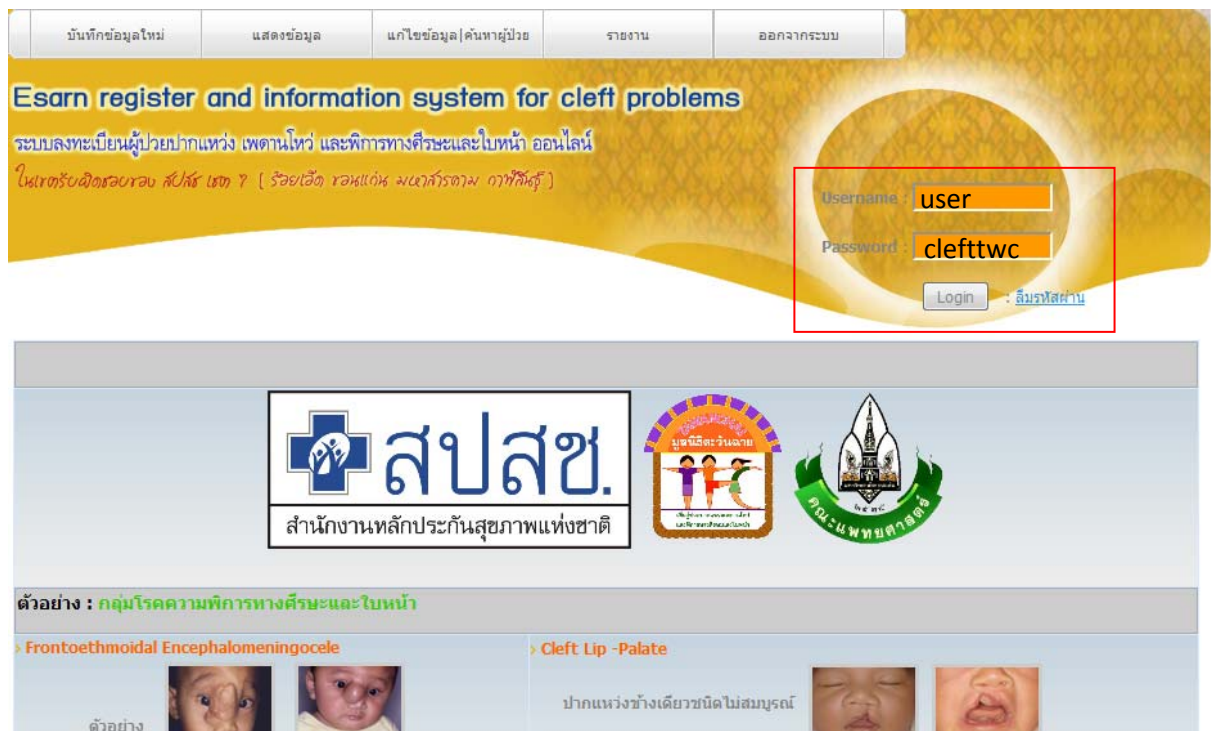 บันทึกข้อมูลใหม่ แสดงข้อมูล แก้ไขข้อมูล|ค้นหาผู้ป่วย รายงาน ออกจากระบบ
Esarn register and information system for cleft problems
ระบบลงทะเบียนผู้ป่วยปากแหว่ง เพดานโหว่ และพิการทางศีรษะและใบหน้า ออนไลน์
ในเขตรับผิดชอบของ สปสช เขต 7 ( ร้อยเอ็ด ขอนแก่น มหาสารคาม กาฬสินธุ์ )
Username : user
Password : clefttwc
Login : ลืมรหัสผ่าน
สปสช.
สำนักงานหลักประกันสุขภาพแห่งชาติ
มูลนิธิตะวันฉาย
คณะแพทยศาสตร์
ตัวอย่าง : กลุ่มโรคความพิการทางศีรษะและใบหน้า
› Frontoethmoidal Encephalomeningocele
› Cleft Lip -Palate
ตัวอย่าง
ปากแหว่งข้างเดียวชนิดไม่สมบูรณ์